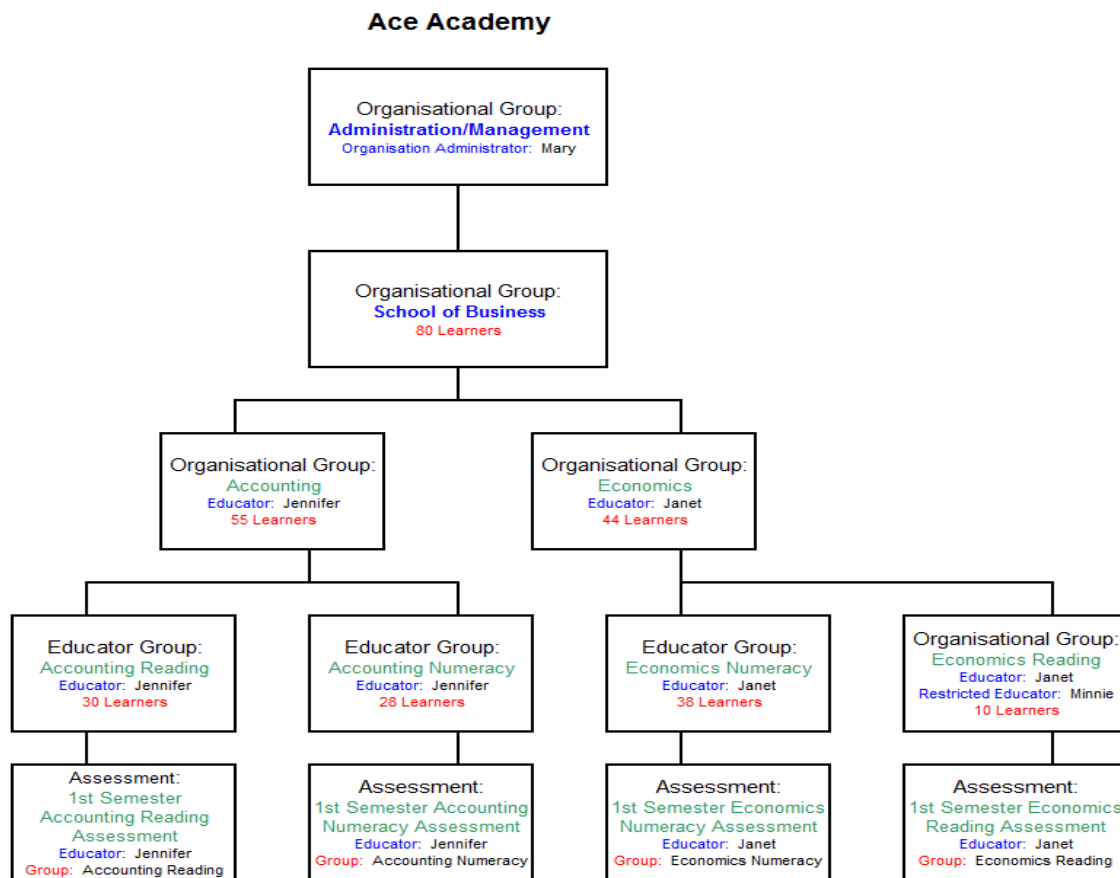 Ace Academy
Organisational Group:
Administration/Management
Organisation Administrator: Mary
Organisational Group:
School of Business
80 Learners
Organisational Group:
Accounting
Educator: Jennifer
55 Learners
Organisational Group:
Economics
Educator: Janet
44 Learners
Educator Group:
Accounting Reading
Educator: Jennifer
30 Learners
Educator Group:
Accounting Numeracy
Educator: Jennifer
28 Learners
Educator Group:
Economics Numeracy
Educator: Janet
38 Learners
Organisational Group:
Economics Reading
Educator: Janet
Restricted Educator: Minnie
10 Learners
Assessment:
1st Semester
Accounting Reading
Assessment
Educator: Jennifer
Group: Accounting Reading
Assessment:
1st Semester Accounting
Numeracy Assessment
Educator: Jennifer
Group: Accounting Numeracy
Assessment:
1st Semester Economics
Numeracy Assessment
Educator: Janet
Group: Economics Numeracy
Assessment:
1st Semester Economics
Reading Assessment
Educator: Janet
Group: Economics Reading